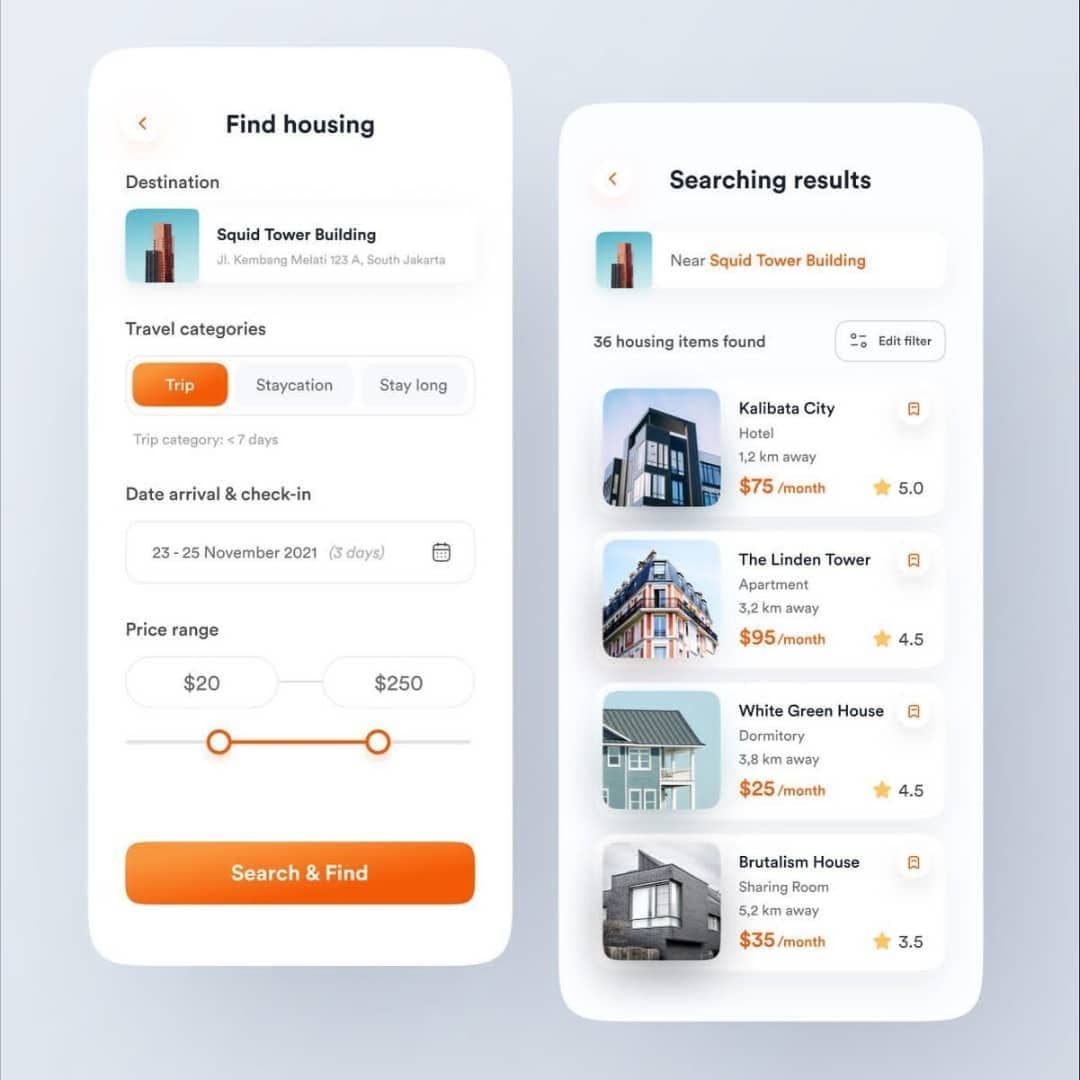 Find housing
Destination
Squid Tower Building
Jl. Kembang Melati 123 A, South Jakarta
Travel categories
Trip
Staycation
Stay long
Trip category: < 7 days
Date arrival & check-in
23 - 25 November 2021 (3 days)
Price range
$20
$250
Search & Find
Searching results
Near Squid Tower Building
36 housing items found
Edit filter
Kalibata City
Hotel
1,2 km away
$75 /month
5.0
The Linden Tower
Apartment
3,2 km away
$95 /month
4.5
White Green House
Dormitory
3,8 km away
$25 /month
4.5
Brutalism House
Sharing Room
5,2 km away
$35 /month
3.5